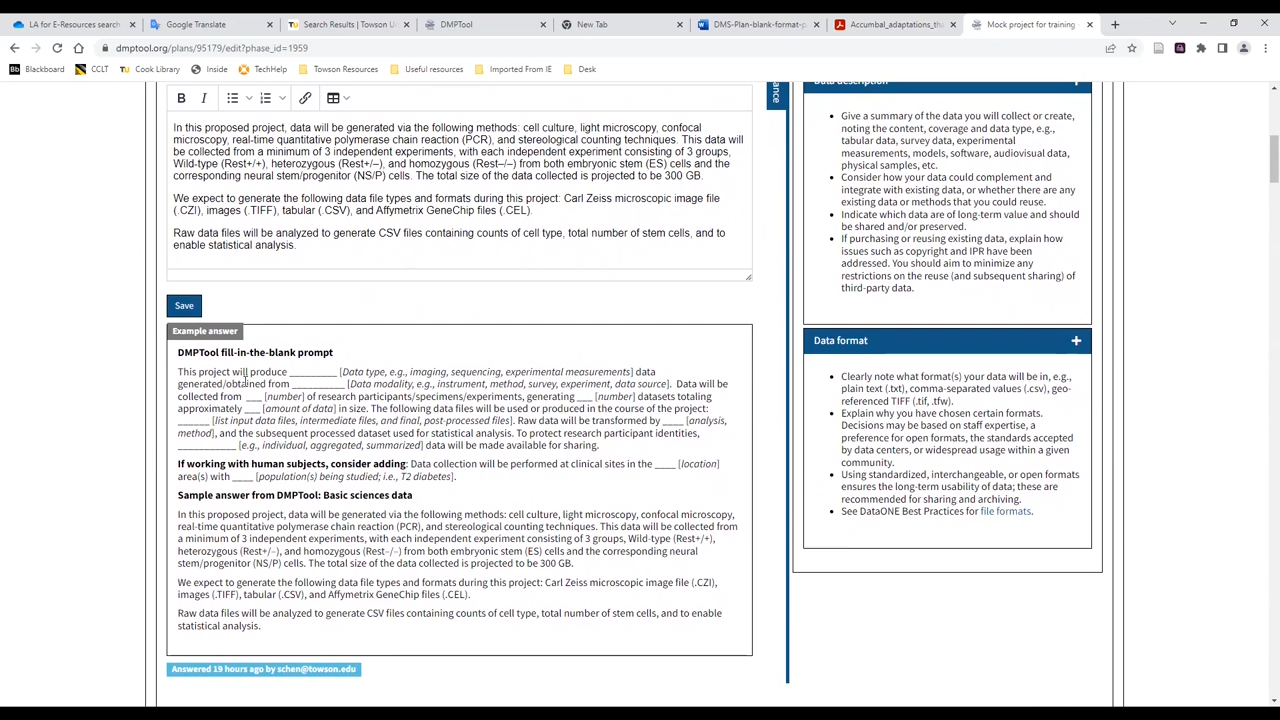 LA for E-Resources search
Google Translate
Search Results | Towson U
DMPTool
New Tab
DMS-Plan-blank-format-p
Accumbal_adaptations_tha
Mock project for training
dmptool.org/plans/95179/edit?phase_id=1959
Bb Blackboard
CCLT
TU Cook Library
Inside
TechHelp
Towson Resources
Useful resources
Imported From IE
Desk
B I
In this proposed project, data will be generated via the following methods: cell culture, light microscopy, confocal
microscopy, real-time quantitative polymerase chain reaction (PCR), and stereological counting techniques. This data will
be collected from a minimum of 3 independent experiments, with each independent experiment consisting of 3 groups,
Wild-type (Rest+/+), heterozygous (Rest+/–), and homozygous (Rest–/–) from both embryonic stem (ES) cells and the
corresponding neural stem/progenitor (NS/P) cells. The total size of the data collected is projected to be 300 GB.
We expect to generate the following data file types and formats during this project: Carl Zeiss microscopic image file
(.CZI), images (.TIFF), tabular (.CSV), and Affymetrix GeneChip files (.CEL).
Raw data files will be analyzed to generate CSV files containing counts of cell type, total number of stem cells, and to
enable statistical analysis.
Save
Example answer
DMPTool fill-in-the-blank prompt
This project will produce _________ [Data type, e.g., imaging, sequencing, experimental measurements] data
generated/obtained from __________ [Data modality, e.g., instrument, method, survey, experiment, data source]. Data will be
collected from ___ [number] of research participants/specimens/experiments, generating ___ [number] datasets totaling
approximately ___ [amount of data] in size. The following data files will be used or produced in the course of the project:
______ [list input data files, intermediate files, and final, post-processed files]. Raw data will be transformed by ____ [analysis,
method], and the subsequent processed dataset used for statistical analysis. To protect research participant identities,
___________ [e.g., individual, aggregated, summarized] data will be made available for sharing.
If working with human subjects, consider adding: Data collection will be performed at clinical sites in the ____ [location]
area(s) with ____ [population(s) being studied; i.e., T2 diabetes].
Sample answer from DMPTool: Basic sciences data
In this proposed project, data will be generated via the following methods: cell culture, light microscopy, confocal microscopy,
real-time quantitative polymerase chain reaction (PCR), and stereological counting techniques. This data will be collected from
a minimum of 3 independent experiments, with each independent experiment consisting of 3 groups, Wild-type (Rest+/+),
heterozygous (Rest+/–), and homozygous (Rest–/–) from both embryonic stem (ES) cells and the corresponding neural
stem/progenitor (NS/P) cells. The total size of the data collected is projected to be 300 GB.
We expect to generate the following data file types and formats during this project: Carl Zeiss microscopic image file (.CZI),
images (.TIFF), tabular (.CSV), and Affymetrix GeneChip files (.CEL).
Raw data files will be analyzed to generate CSV files containing counts of cell type, total number of stem cells, and to enable
statistical analysis.
Answered 19 hours ago by schen@towson.edu
ance
Data description
Give a summary of the data you will collect or create,
noting the content, coverage and data type, e.g.,
tabular data, survey data, experimental
measurements, models, software, audiovisual data,
physical samples, etc.
Consider how your data could complement and
integrate with existing data, or whether there are any
existing data or methods that you could reuse.
Indicate which data are of long-term value and should
be shared and/or preserved.
If purchasing or reusing existing data, explain how
issues such as copyright and IPR have been
addressed. You should aim to minimize any
restrictions on the reuse (and subsequent sharing) of
third-party data.
Data format
Clearly note what format(s) your data will be in, e.g.,
plain text (.txt), comma-separated values (.csv), geo-
referenced TIFF (.tif, .tfw).
Explain why you have chosen certain formats.
Decisions may be based on staff expertise, a
preference for open formats, the standards accepted
by data centers, or widespread usage within a given
community.
Using standardized, interchangeable, or open formats
ensures the long-term usability of data; these are
recommended for sharing and archiving.
See DataONE Best Practices for file formats.